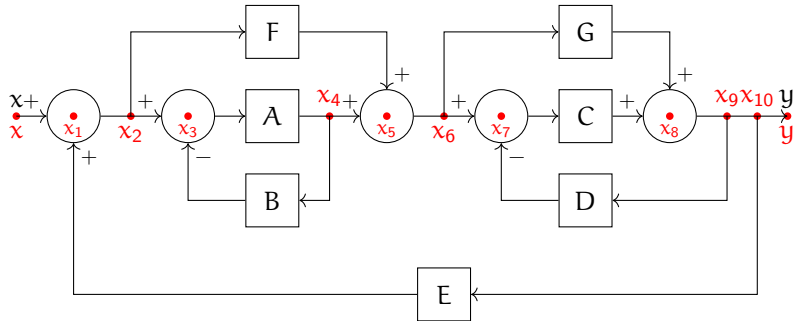 F G
x+ + A x₄ + + + C + + x₉ x₁₀ y
x x₁ x₂ x₃ x₅ x₆ x₇ x₈ y
+ − B − D
E